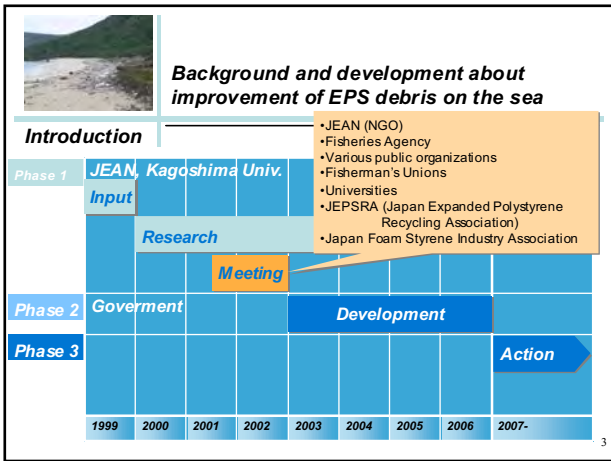 Background and development about
improvement of EPS debris on the sea
Introduction
•JEAN (NGO)
•Fisheries Agency
•Various public organizations
•Fisherman's Unions
•Universities
•JEPSRA (Japan Expanded Polystyrene
Recycling Association)
•Japan Foam Styrene Industry Association
Phase 1
JEAN, Kagoshima Univ.
Input
Research
Meeting
Phase 2
Goverment
Development
Phase 3
Action
1999 2000 2001 2002 2003 2004 2005 2006 2007-
3